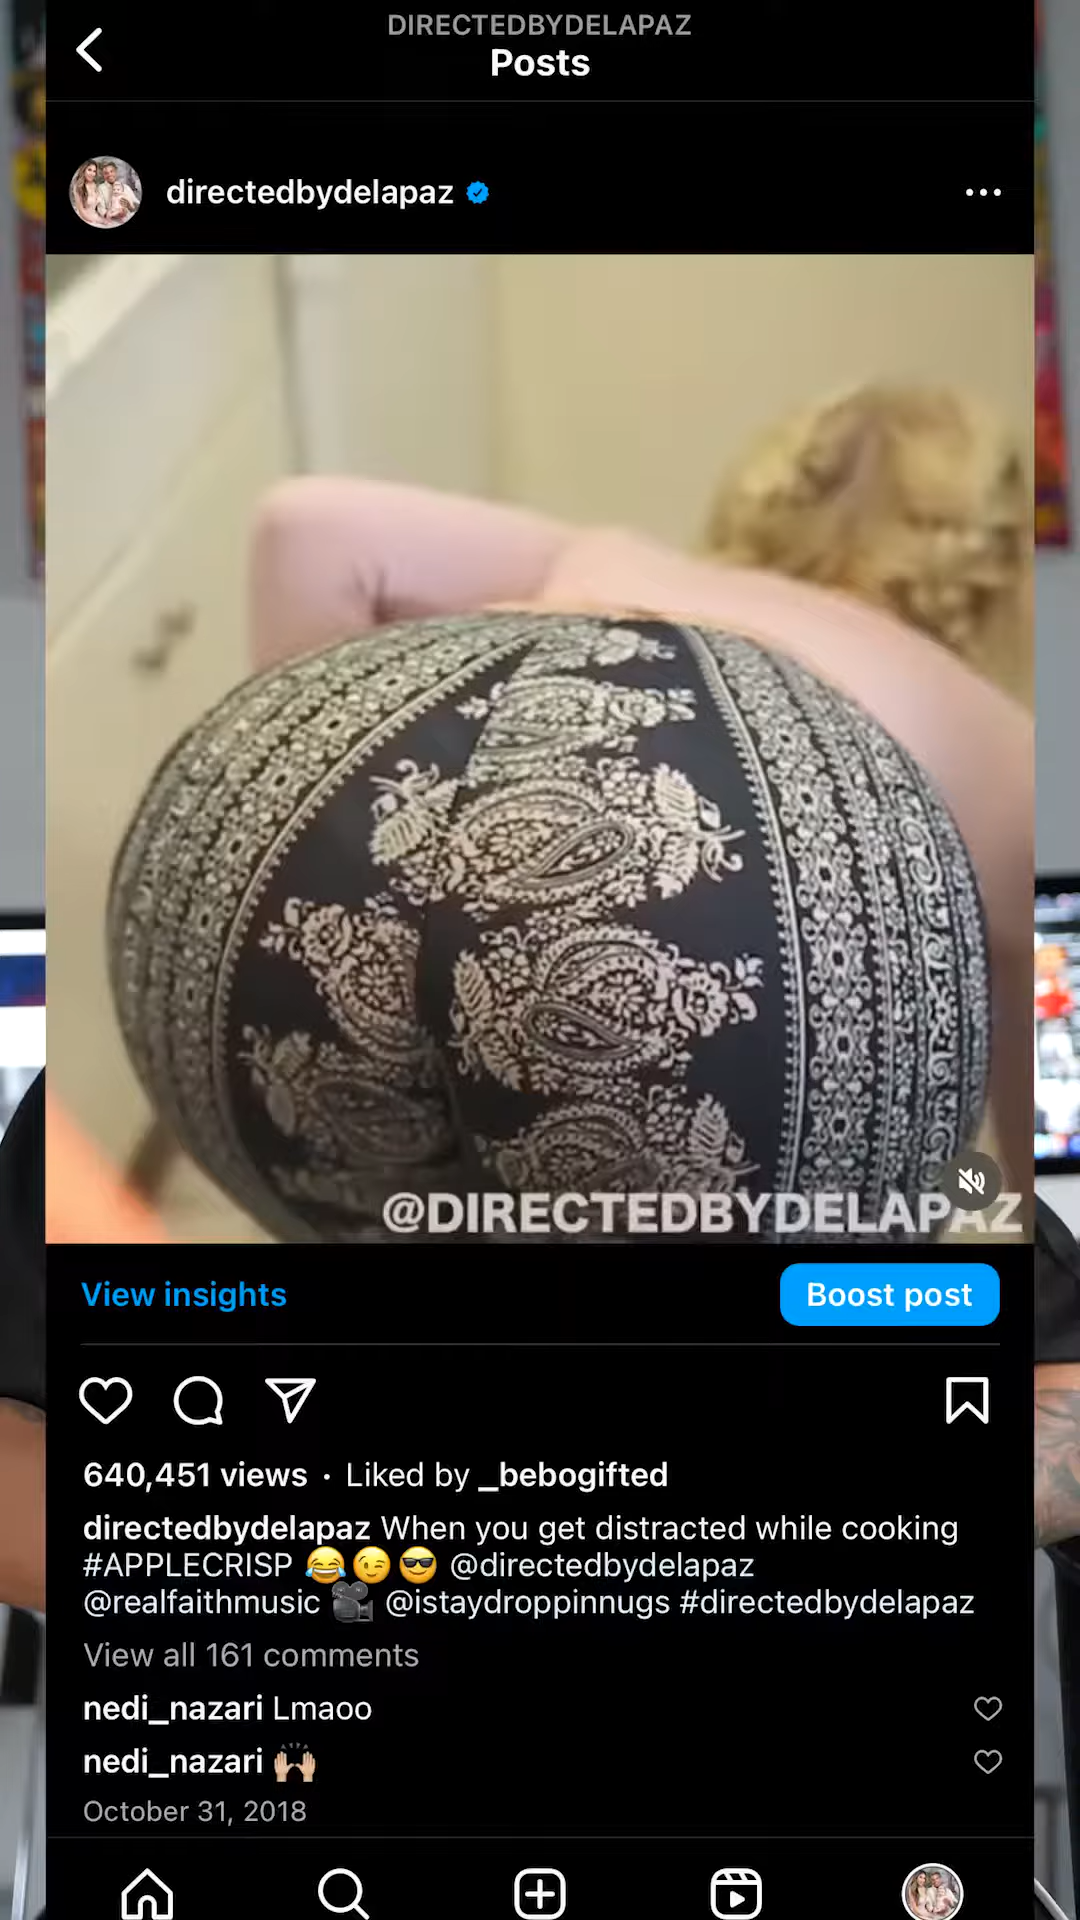 DIRECTEDBYDELAPAZ
Posts
directedbydelapaz
@DIRECTEDBYDELAPAZ
View insights
Boost post
640,451 views · Liked by _bebogifted
directedbydelapaz When you get distracted while cooking
#APPLECRISP 😂😉😎 @directedbydelapaz
@realfaithmusic 🎥 @istaydroppinnugs #directedbydelapaz
View all 161 comments
nedi_nazari Lmaoo
nedi_nazari 🙌🏼
October 31, 2018